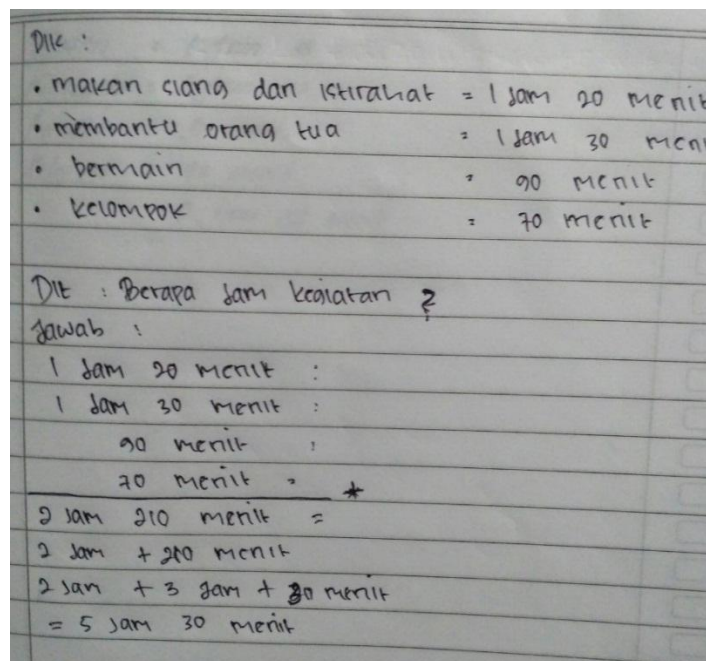 Dik :
• makan siang dan istirahat = 1 jam 20 menit
• membantu orang tua = 1 jam 30 men
• bermain = 90 menit
• kelompok = 70 menit
Dit : Berapa jam kegiatan ?
Jawab :
1 jam 20 menit :
1 jam 30 menit :
90 menit :
70 menit = *
2 jam 210 menit =
2 jam + 210 menit
2 jam + 3 jam + 30 menit
= 5 jam 30 menit